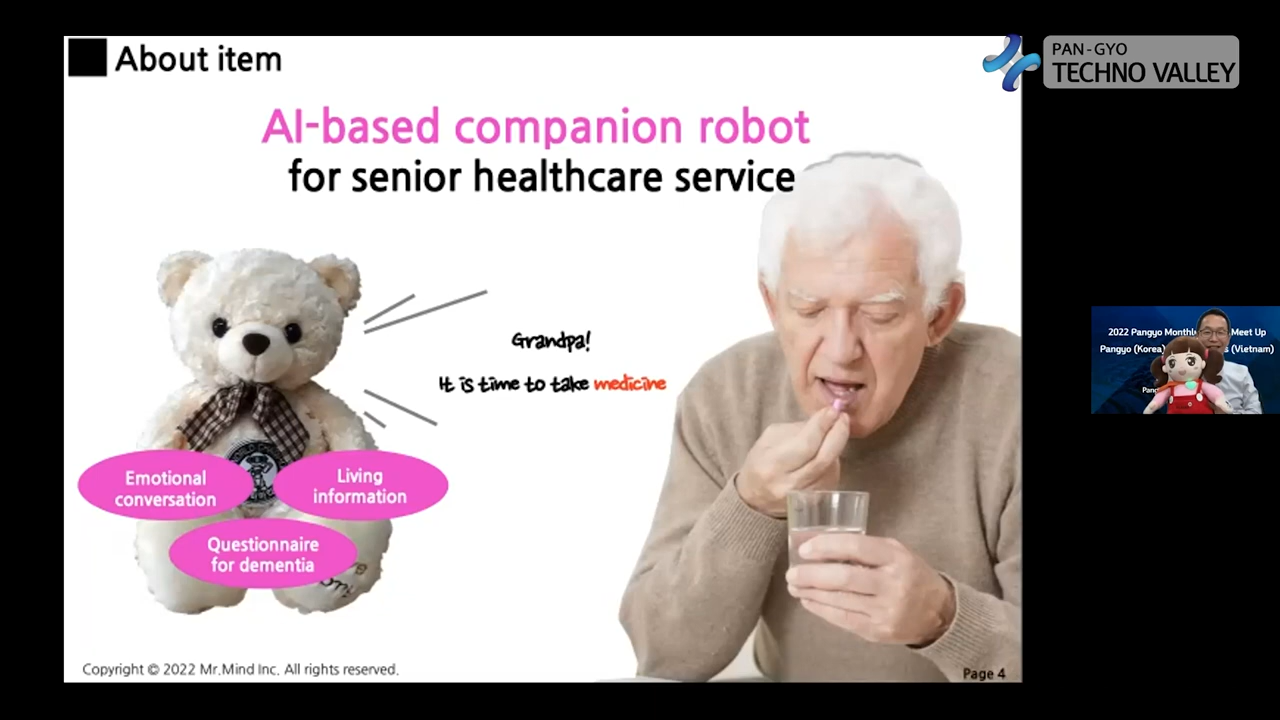 About item
PAN-GYO
TECHNO VALLEY
AI-based companion robot
for senior healthcare service
Grandpa!
It is time to take medicine
Emotional
conversation
Living
information
Questionnaire
for dementia
2022 Pangyo Meet Up
Pangyo (Korea) (Vietnam)
Copyright © 2022 Mr.Mind Inc. All rights reserved.
Page 4